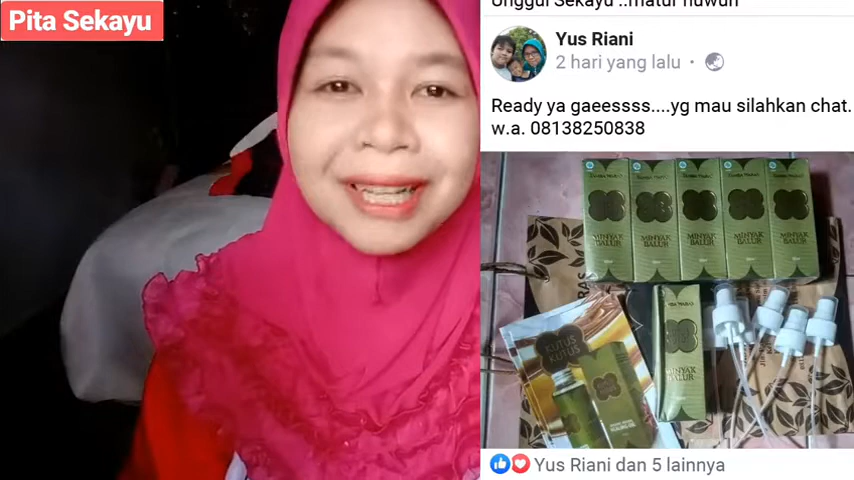 Pita Sekayu
Unggul Sekayu ..matur nuwun
Yus Riani
2 hari yang lalu
Ready ya gaeessss....yg mau silahkan chat.
w.a. 08138250838
MINYAK
BALUR
MINYAK
BALUR
MINYAK
BALUR
MINYAK
BALUR
MINYAK
BALUR
KUTUS
KUTUS
MINYAK
BALUR
Yus Riani dan 5 lainnya